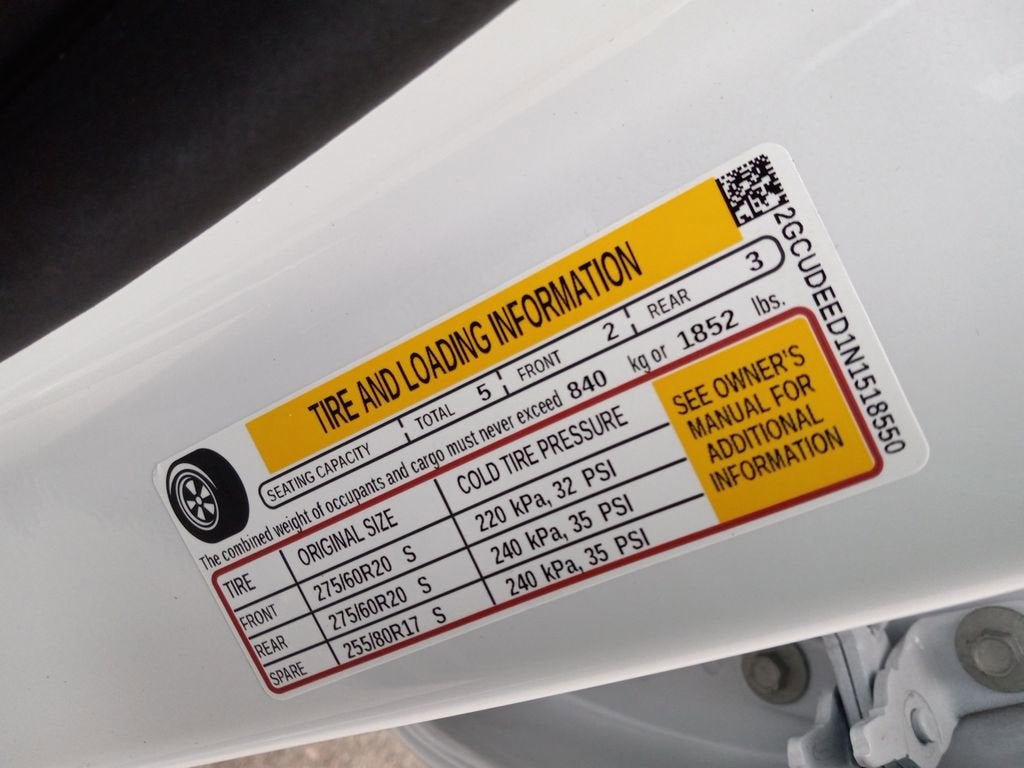 TIRE AND LOADING INFORMATION
SEATING CAPACITY TOTAL 5 FRONT 2 REAR 3
The combined weight of occupants and cargo must never exceed 840 kg or 1852 lbs.
TIRE ORIGINAL SIZE COLD TIRE PRESSURE
FRONT 275/60R20 S 220 kPa, 32 PSI
REAR 275/60R20 S 240 kPa, 35 PSI
SPARE 255/80R17 S 240 kPa, 35 PSI
SEE OWNER'S
MANUAL FOR
ADDITIONAL
INFORMATION
2GCUDEED1N1518550